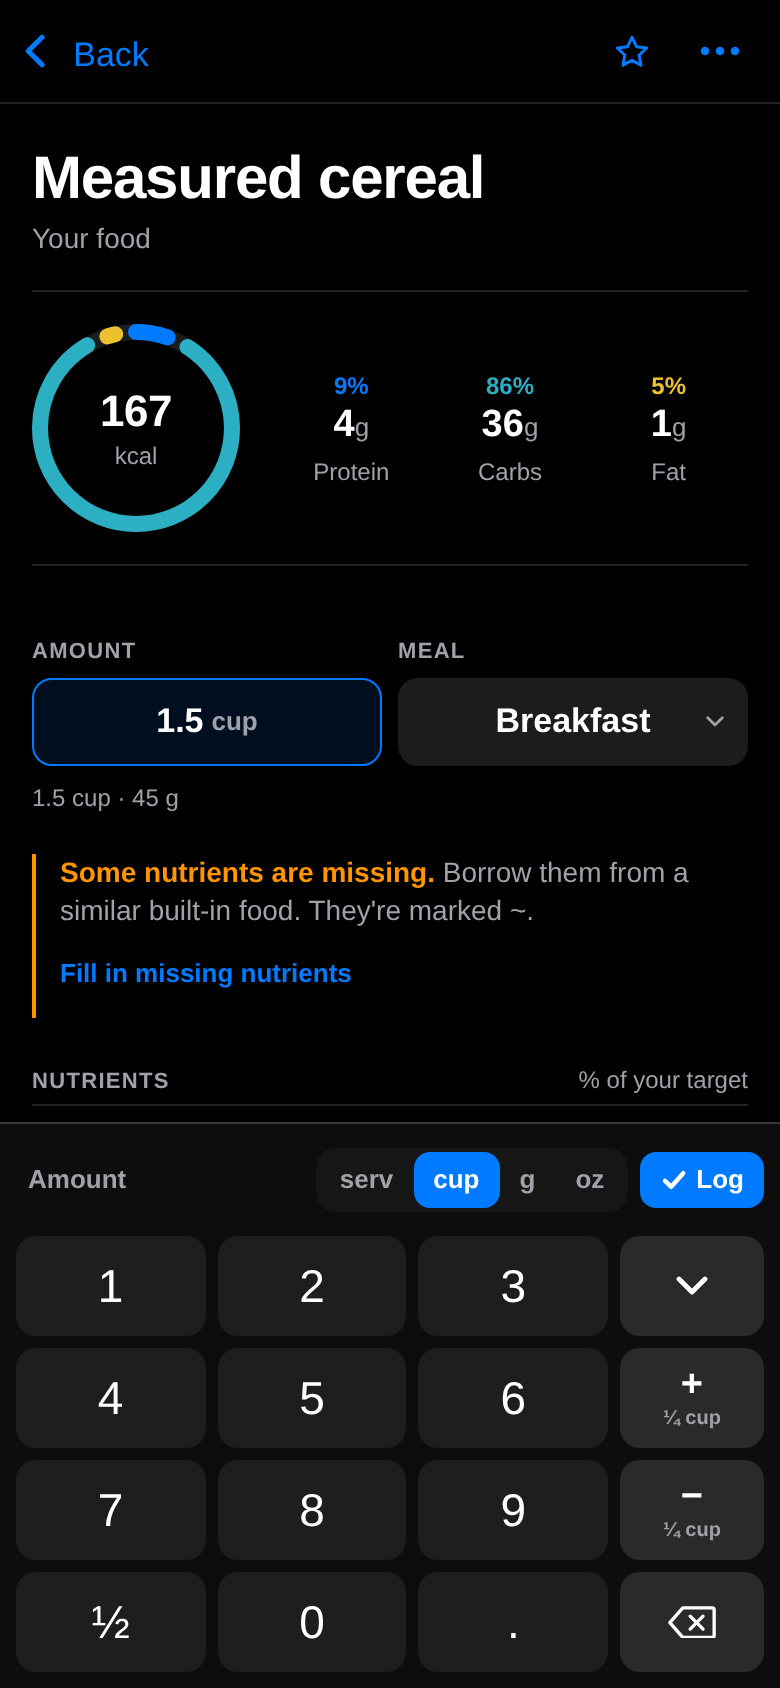 Back
Measured cereal
Your food
167
kcal
9%
4g
Protein
86%
36g
Carbs
5%
1g
Fat
AMOUNT
MEAL
1.5 cup
Breakfast
1.5 cup · 45 g
Some nutrients are missing. Borrow them from a
similar built-in food. They're marked ~.
Fill in missing nutrients
NUTRIENTS
% of your target
Amount
serv
cup
g
oz
Log
1
2
3
4
5
6
+
¼ cup
7
8
9
−
¼ cup
½
0
.